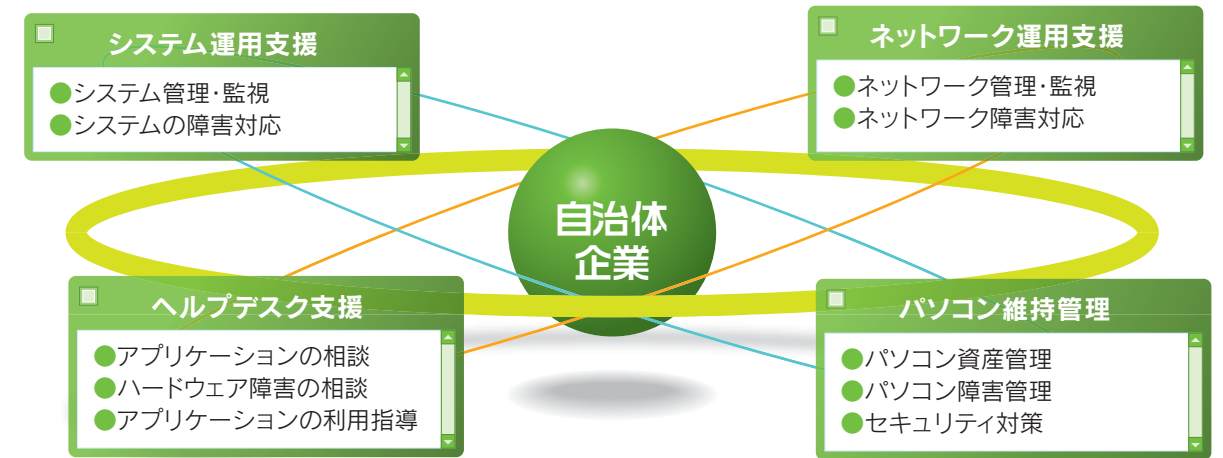 システム運用支援
●システム管理・監視
●システムの障害対応
ネットワーク運用支援
●ネットワーク管理・監視
●ネットワーク障害対応
自治体
企業
ヘルプデスク支援
●アプリケーションの相談
●ハードウェア障害の相談
●アプリケーションの利用指導
パソコン維持管理
●パソコン資産管理
●パソコン障害管理
●セキュリティ対策